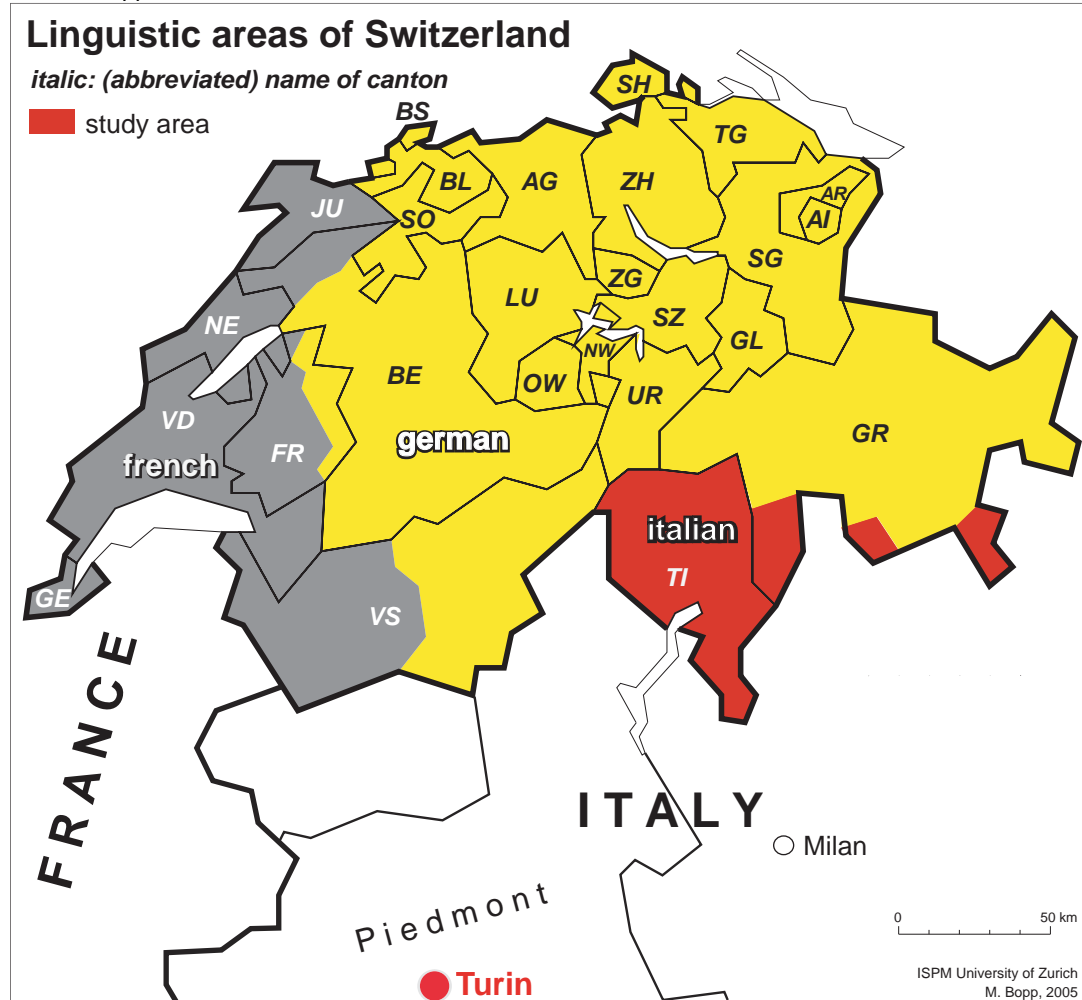 Linguistic areas of Switzerland
italic: (abbreviated) name of canton
study area
SH
BS
TG
BL
AG
ZH
AR
JU
SO
AI
SG
ZG
LU
SZ
NE
GL
NW
BE
OW
UR
VD
GR
FR
german
french
italian
TI
GE
VS
FRANCE
ITALY
Milan
Piedmont
0 50 km
Turin
ISPM University of Zurich
M. Bopp, 2005